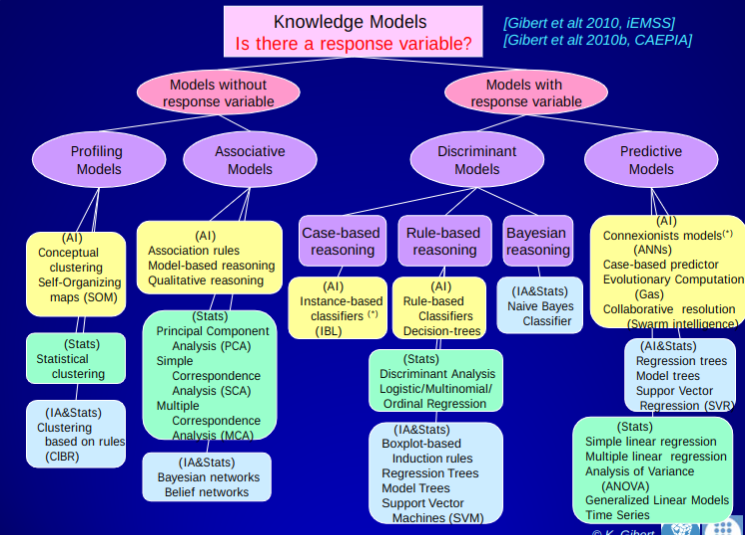 Knowledge Models
Is there a response variable?
[Gibert et alt 2010, iEMSS]
[Gibert et alt 2010b, CAEPIA]
Models without
response variable
Models with
response variable
Profiling
Models
Associative
Models
Discriminant
Models
Predictive
Models
(AI)
Conceptual
clustering
Self-Organizing
maps (SOM)
(Stats)
Statistical
clustering
(IA&Stats)
Clustering
based on rules
(ClBR)
(AI)
Association rules
Model-based reasoning
Qualitative reasoning
(Stats)
Principal Component
Analysis (PCA)
Simple
Correspondence
Analysis (SCA)
Multiple
Correspondence
Analysis (MCA)
(IA&Stats)
Bayesian networks
Belief networks
Case-based
reasoning
(AI)
Instance-based
classifiers (*)
(IBL)
Rule-based
reasoning
(AI)
Rule-based
Classifiers
Decision-trees
Bayesian
reasoning
(IA&Stats)
Naive Bayes
Classifier
(Stats)
Discriminant Analysis
Logistic/Multinomial/
Ordinal Regression
(IA&Stats)
Boxplot-based
Induction rules
Regression Trees
Model Trees
Support Vector
Machines (SVM)
(AI)
Connexionists models(*)
(ANNs)
Case-based predictor
Evolutionary Computation
(Gas)
Collaborative resolution
(Swarm intelligence)
(AI&Stats)
Regression trees
Model trees
Suppor Vector
Regression (SVR)
(Stats)
Simple linear regression
Multiple linear regression
Analysis of Variance
(ANOVA)
Generalized Linear Models
Time Series
© K. Gibert